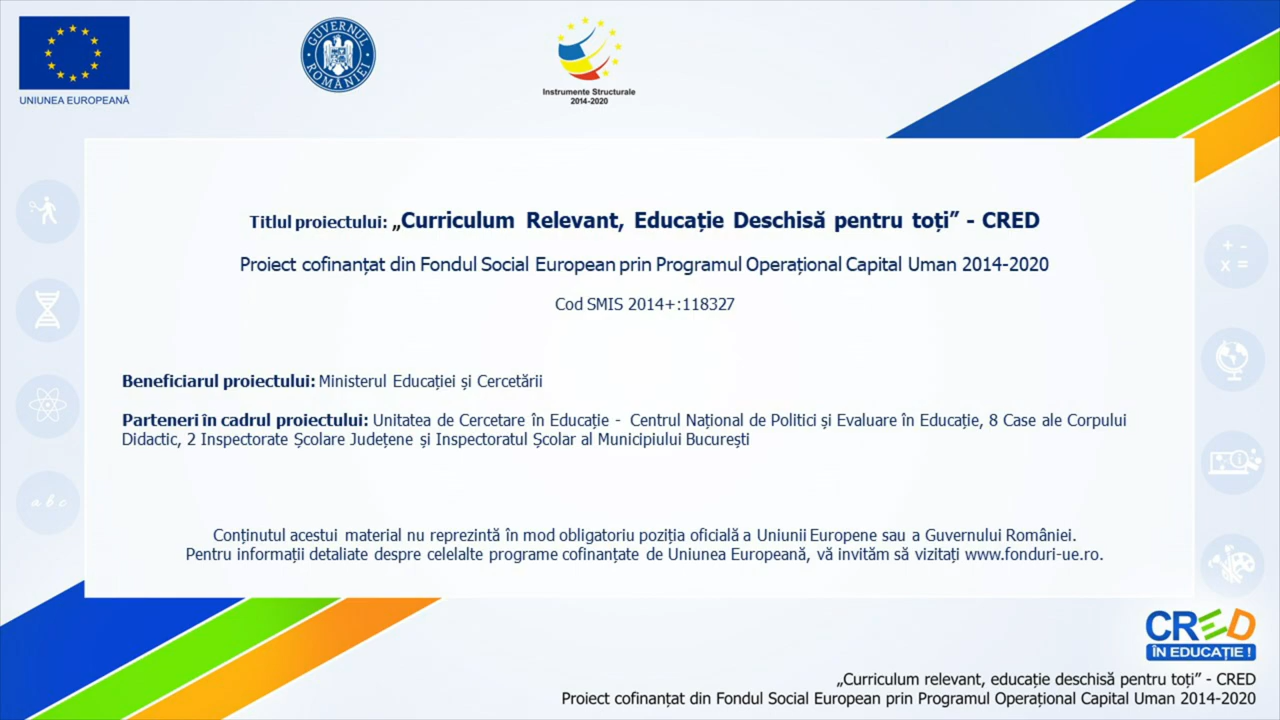 UNIUNEA EUROPEANĂ
GUVERNUL ROMÂNIEI
Instrumente Structurale
2014-2020
Titlul proiectului: „Curriculum Relevant, Educație Deschisă pentru toți” - CRED
Proiect cofinanțat din Fondul Social European prin Programul Operațional Capital Uman 2014-2020
Cod SMIS 2014+:118327
Beneficiarul proiectului: Ministerul Educației și Cercetării
Parteneri în cadrul proiectului: Unitatea de Cercetare în Educație - Centrul Național de Politici și Evaluare în Educație, 8 Case ale Corpului
Didactic, 2 Inspectorate Școlare Județene și Inspectoratul Școlar al Municipiului București
Conținutul acestui material nu reprezintă în mod obligatoriu poziția oficială a Uniunii Europene sau a Guvernului României.
Pentru informații detaliate despre celelalte programe cofinanțate de Uniunea Europeană, vă invităm să vizitați www.fonduri-ue.ro.
+ -
x =
a b c
CRED
ÎN EDUCAȚIE !
„Curriculum relevant, educație deschisă pentru toți” - CRED
Proiect cofinanțat din Fondul Social European prin Programul Operațional Capital Uman 2014-2020